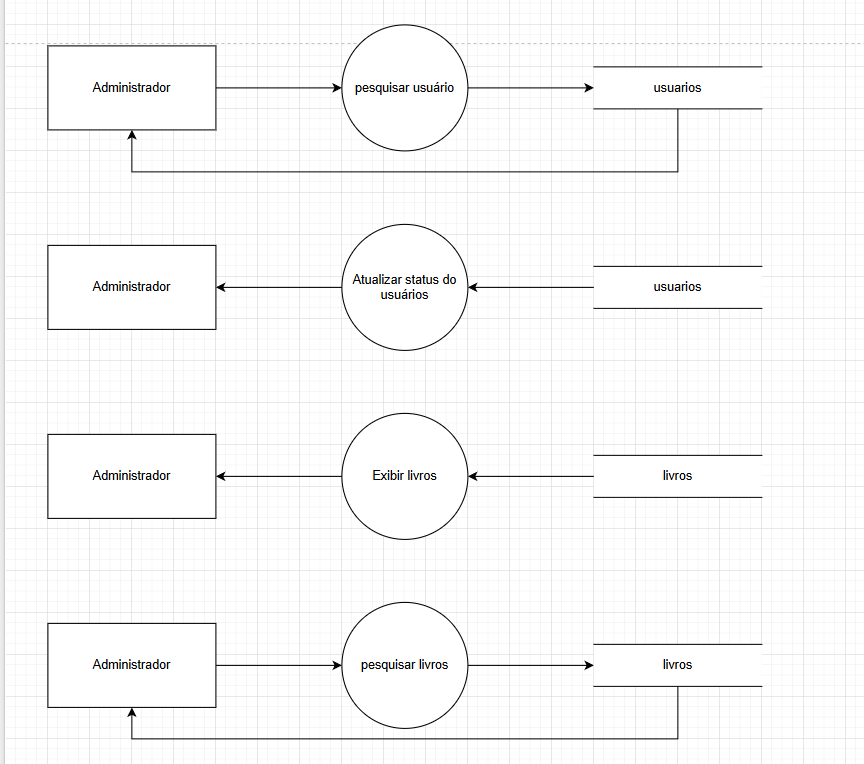 Administrador
pesquisar usuário
usuarios
Administrador
Atualizar status do
usuários
usuarios
Administrador
Exibir livros
livros
Administrador
pesquisar livros
livros